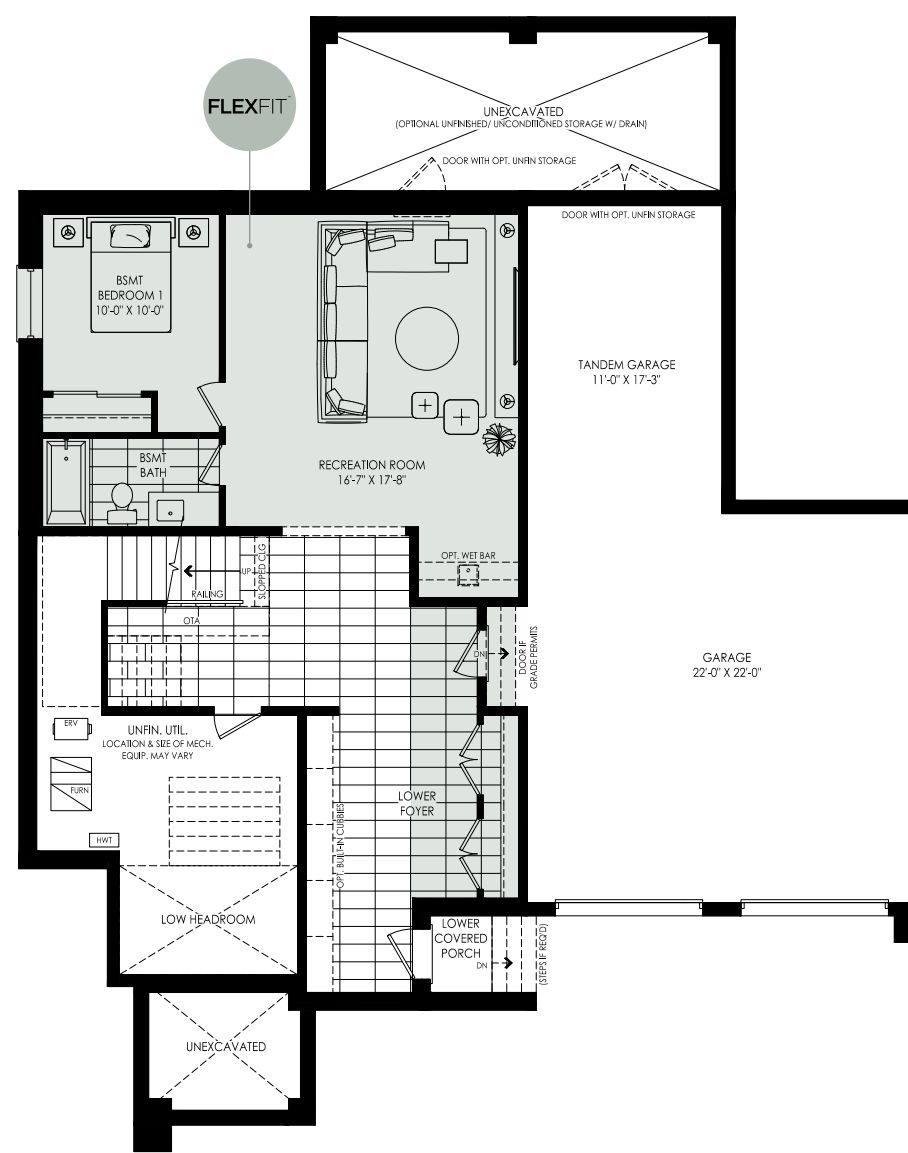 FLEXFIT™
UNEXCAVATED
(OPTIONAL UNFINISHED/ UNCONDITIONED STORAGE W/ DRAIN)
DOOR WITH OPT. UNFIN STORAGE
DOOR WITH OPT. UNFIN STORAGE
BSMT
BEDROOM 1
10'-0" X 10'-0"
TANDEM GARAGE
11'-0" X 17'-3"
BSMT
BATH
RECREATION ROOM
16'-7" X 17'-8"
OPT. WET BAR
UP
SLOPPED CLG
RAILING
OTA
DN
DOOR IF
GRADE PERMITS
GARAGE
22'-0" X 22'-0"
ERV
UNFIN. UTIL.
LOCATION & SIZE OF MECH.
EQUIP. MAY VARY
FURN
HWT
LOWER
FOYER
OPT. BUILT-IN CUBBIES
LOW HEADROOM
LOWER
COVERED
PORCH
DN
(STEPS IF REQ'D)
UNEXCAVATED